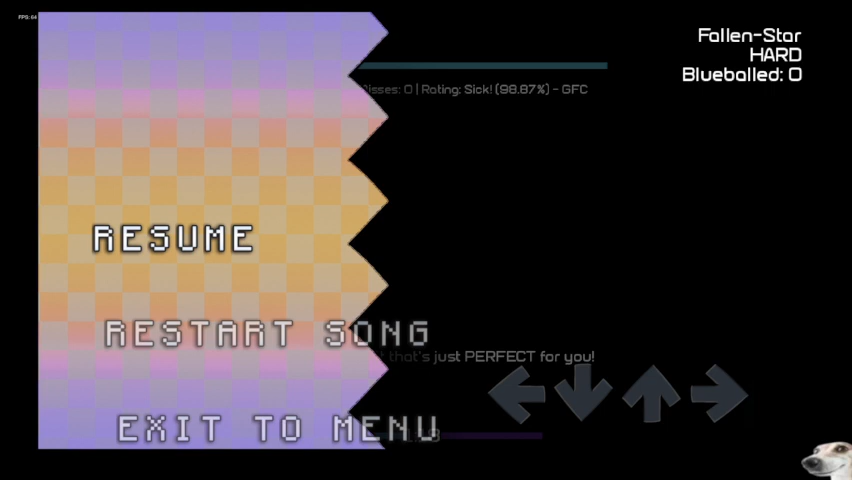 FPS: 64
Fallen-Star
HARD
Blueballed: 0
isses: 0 | Rating: Sick! (98.87%) - GFC
RESUME
RESTART SONG
that's just PERFECT for you!
EXIT TO MENU